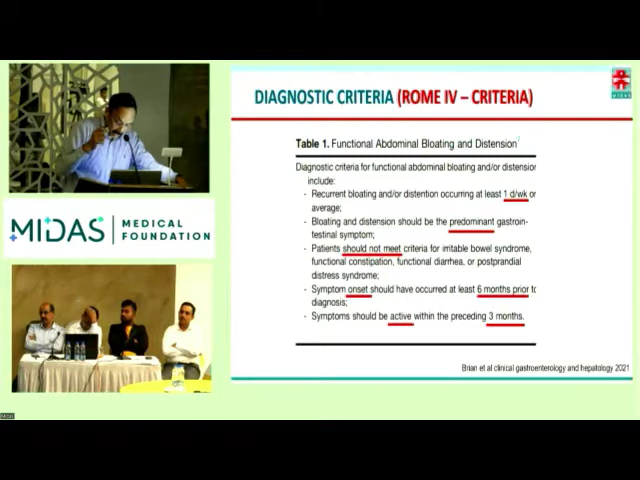 DIAGNOSTIC CRITERIA (ROME IV – CRITERIA)
MIDAS
Table 1. Functional Abdominal Bloating and Distension2
Diagnostic criteria for functional abdominal bloating and/or distension
include:
- Recurrent bloating and/or distention occurring at least 1 d/wk on
average;
- Bloating and distension should be the predominant gastroin-
testinal symptom;
- Patients should not meet criteria for irritable bowel syndrome,
functional constipation, functional diarrhea, or postprandial
distress syndrome;
- Symptom onset should have occurred at least 6 months prior to
diagnosis;
- Symptoms should be active within the preceding 3 months.
Brian et al clinical gastroenterology and hepatology 2021
MIDAS
MEDICAL
FOUNDATION